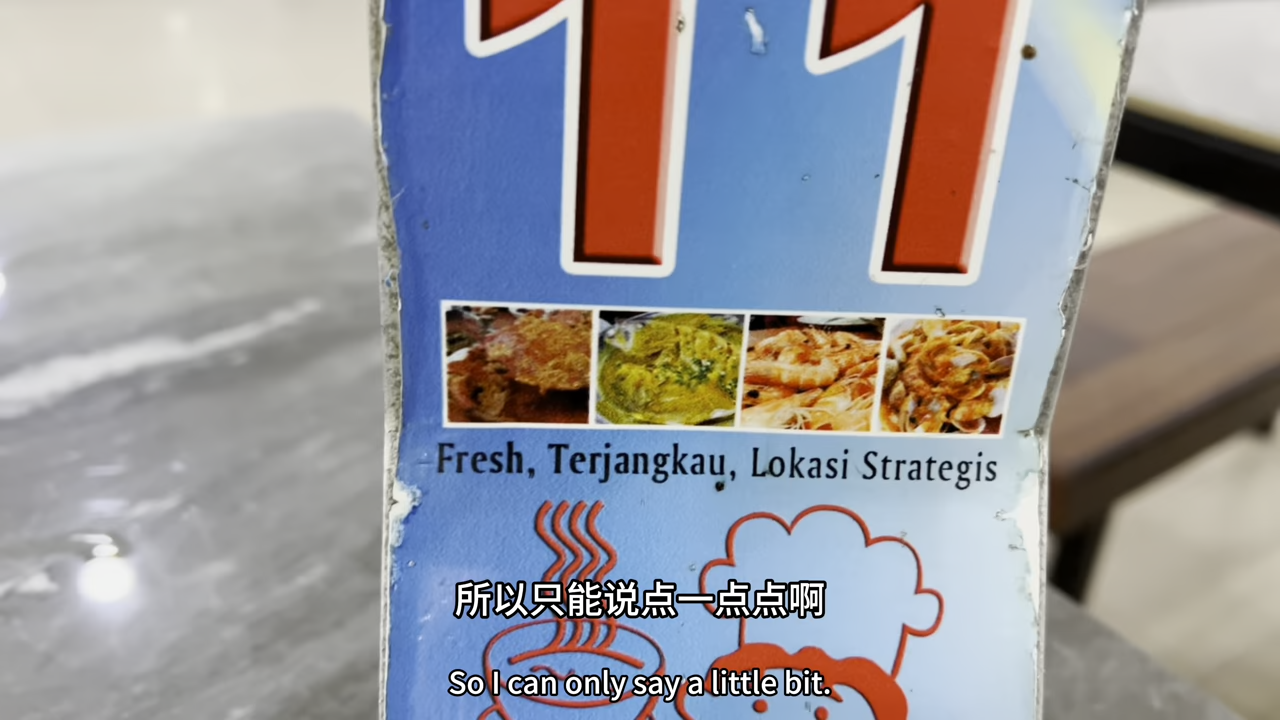 11
Fresh, Terjangkau, Lokasi Strategis
所以只能说点一点点啊
So I can only say a little bit.